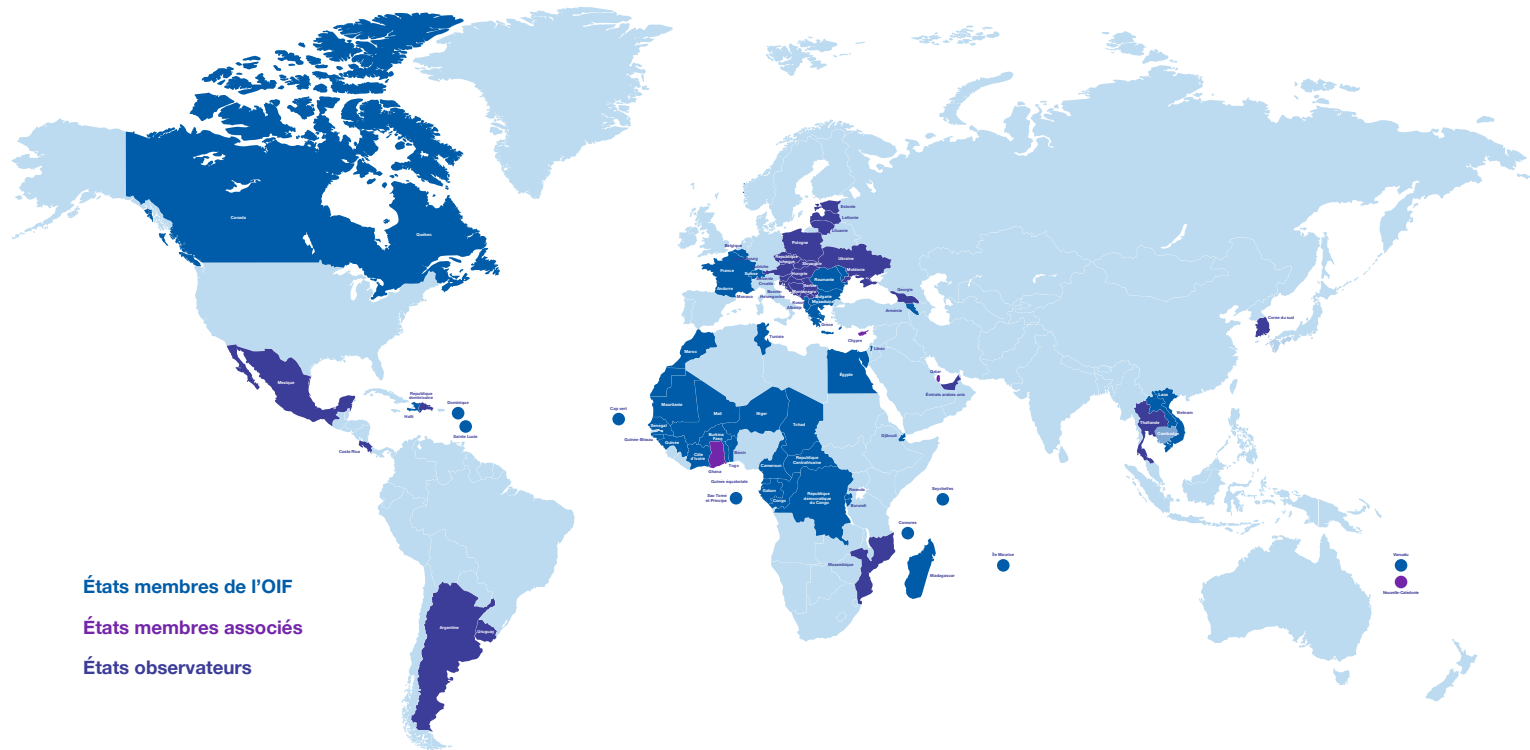 Canada
Québec
Mexique
République
dominicaine
Haïti
Dominique
Sainte Lucie
Costa Rica
Argentine
Uruguay
États membres de l'OIF
États membres associés
États observateurs
Estonie
Lettonie
Lituanie
Pologne
Ukraine
Belgique
France
Andorre
Monaco
Suisse
République
Slovaquie
Hongrie
Moldavie
Roumanie
Croatie
Bosnie-
Herzégovine
Serbie
Bulgarie
Albanie
Grèce
Georgie
Arménie
Chypre
Liban
Tunisie
Maroc
Égypte
Qatar
Émirats arabes unis
Corée du sud
Laos
Vietnam
Thaïlande
Cambodge
Cap vert
Mauritanie
Mali
Niger
Tchad
Sénégal
Guinée-Bissau
Guinée
Burkina
Faso
Côte
d'Ivoire
Ghana
Togo
Bénin
Djibouti
Cameroun
République
Centrafricaine
Guinee équatoriale
Sao Tomé
et Principe
Gabon
Congo
République
démocratique
du Congo
Rwanda
Burundi
Seychelles
Comores
Mozambique
Madagascar
Île Maurice
Vanuatu
Nouvelle-Calédonie